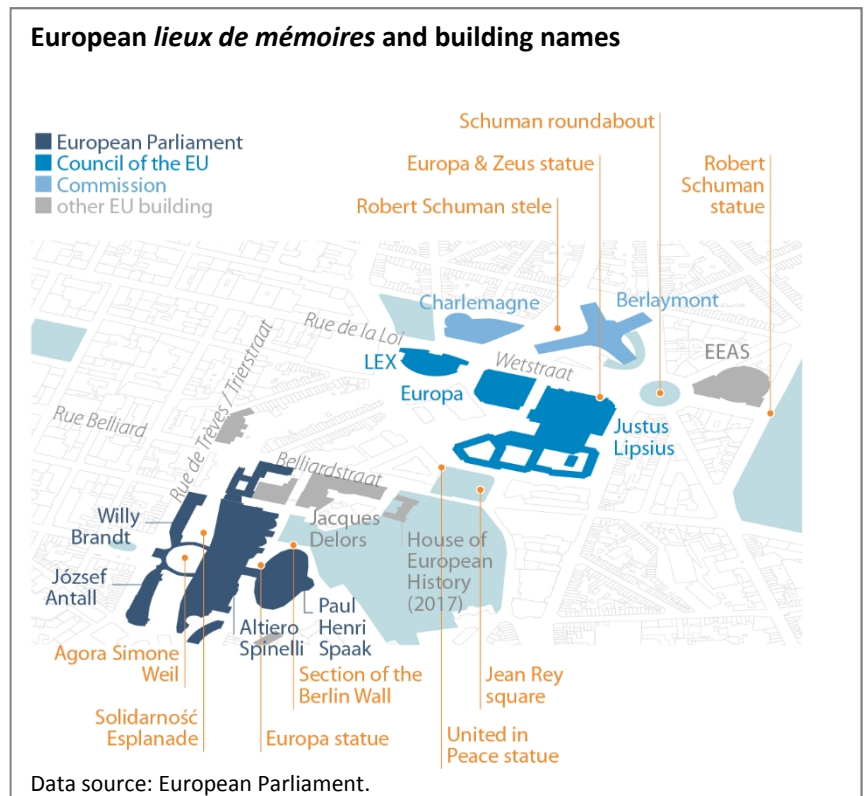 European lieux de mémoires and building names
European Parliament
Council of the EU
Commission
other EU building
Schuman roundabout
Europa & Zeus statue
Robert Schuman stele
Robert
Schuman
statue
Charlemagne
Berlaymont
Rue de la Loi
LEX
Wetstraat
EEAS
Europa
Rue de Trèves / Trierstraat
Rue Belliard
Justus
Lipsius
Belliardstraat
Willy
Brandt
Jacques
Delors
House of
European
History
(2017)
József
Antall
Altiero
Spinelli
Paul
Henri
Spaak
Agora Simone
Weil
Section of the
Berlin Wall
Jean Rey
square
Solidarność
Esplanade
Europa statue
United in
Peace statue
Data source: European Parliament.